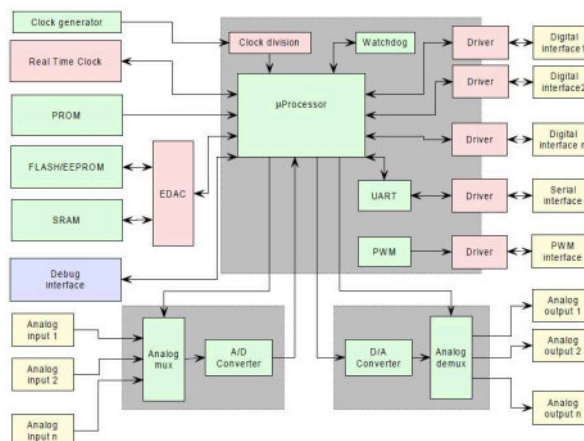 Clock generator
Clock division
Watchdog
Driver
Digital
interface1
Real Time Clock
Driver
Digital
interface2
µProcessor
PROM
Driver
Digital
interface n
FLASH/EEPROM
EDAC
UART
Driver
Serial
interface
SRAM
PWM
Driver
PWM
interface
Debug
interface
Analog
input 1
Analog
mux
A/D
Converter
D/A
Converter
Analog
demux
Analog
output 1
Analog
input 2
Analog
output 2
Analog
input n
Analog
output n